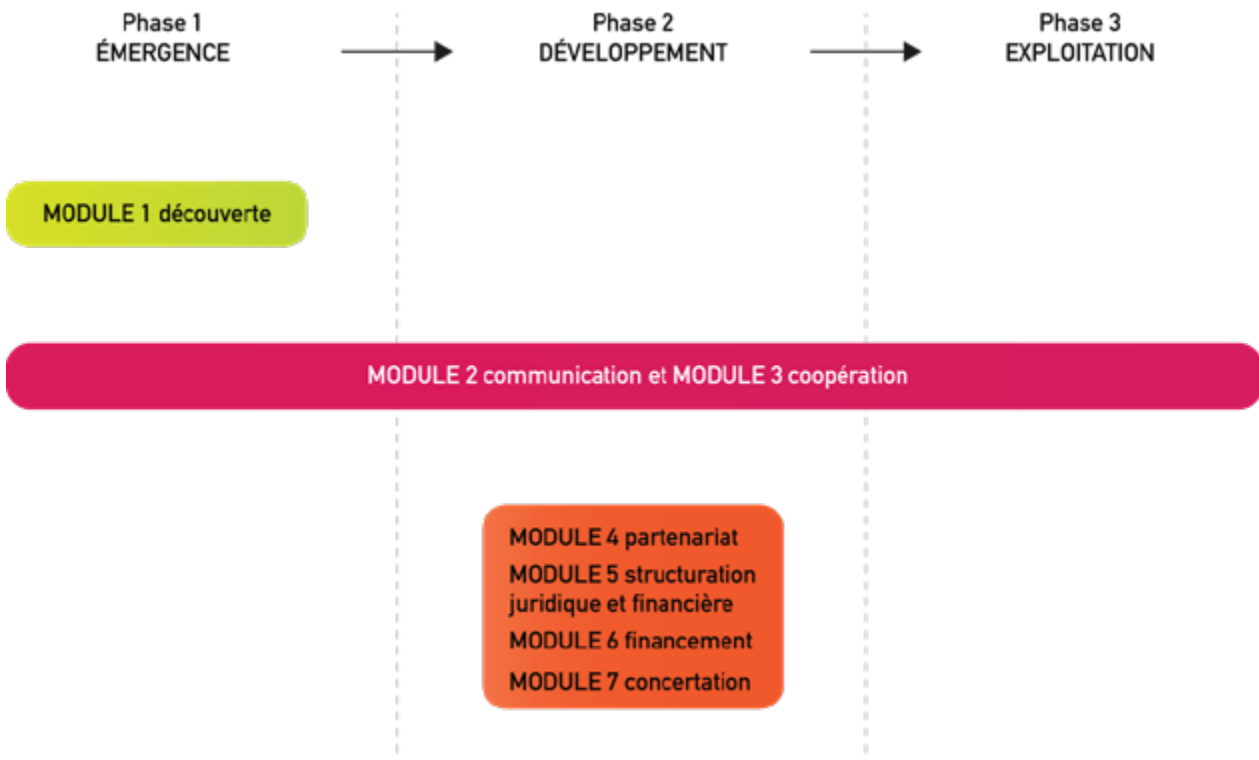 Phase 1
ÉMERGENCE
Phase 2
DÉVELOPPEMENT
Phase 3
EXPLOITATION
MODULE 1 découverte
MODULE 2 communication et MODULE 3 coopération
MODULE 4 partenariat
MODULE 5 structuration
juridique et financière
MODULE 6 financement
MODULE 7 concertation